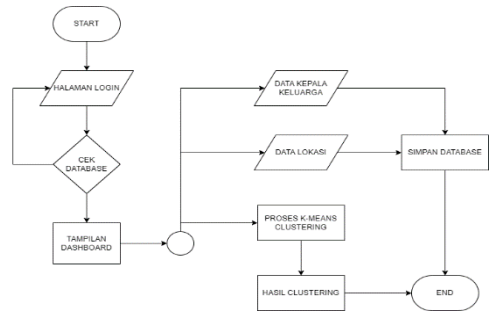 START
HALAMAN LOGIN
CEK
DATABASE
TAMPILAN
DASHBOARD
DATA KEPALA
KELUARGA
DATA LOKASI
SIMPAN DATABASE
PROSES K-MEANS
CLUSTERING
HASIL CLUSTERING
END